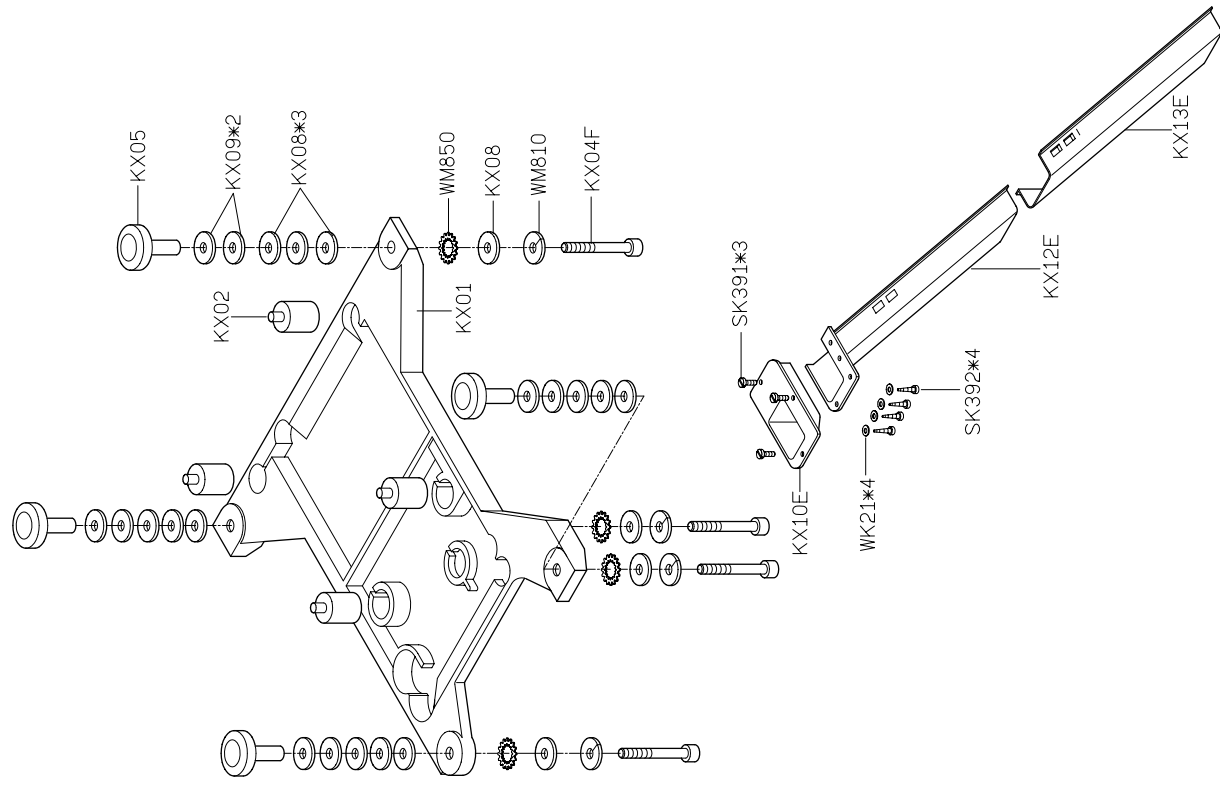 KX05
KX09*2
KX08*3
WM850
KX08
WM810
KX04F
KX02
KX01
SK391*3
KX12E
KX13E
KX10E
WK21*4
SK392*4